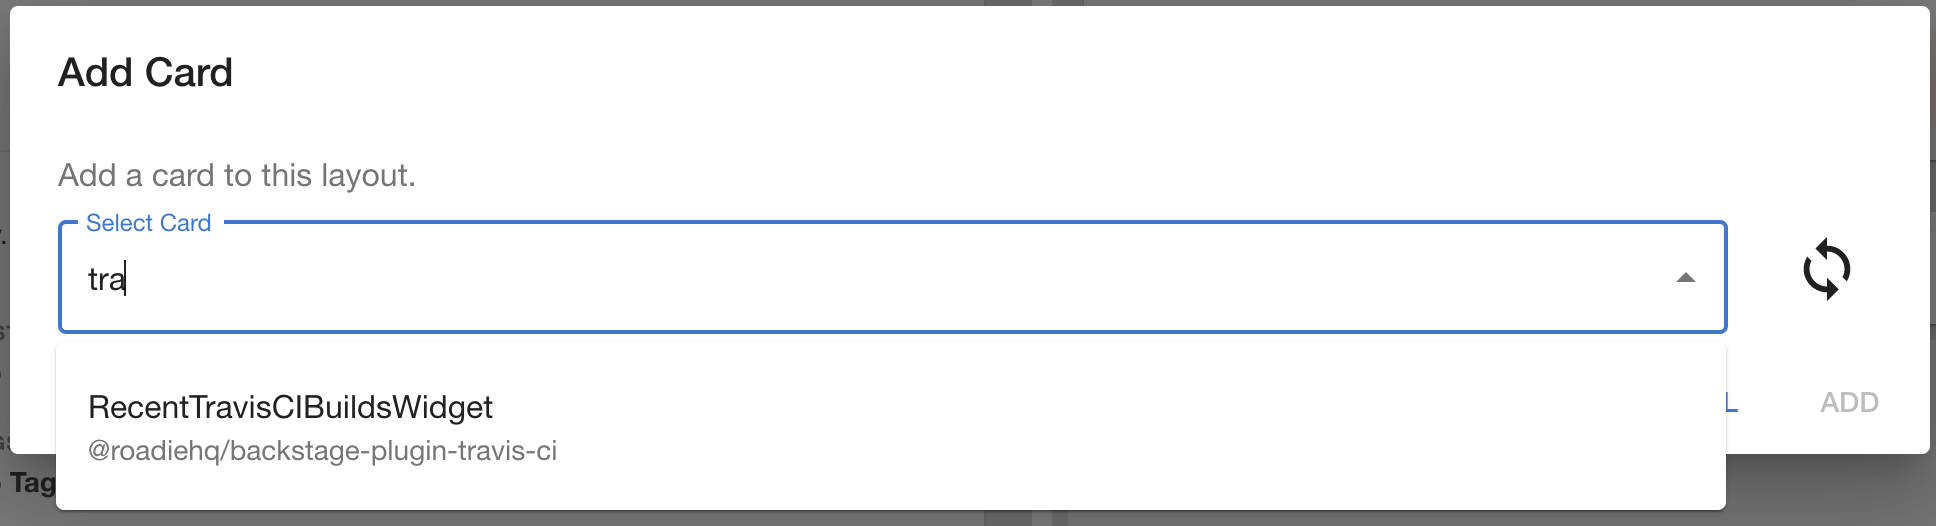 Add Card
Add a card to this layout.
Select Card
tra
RecentTravisCIBuildsWidget
@roadiehq/backstage-plugin-travis-ci
ADD
Tag